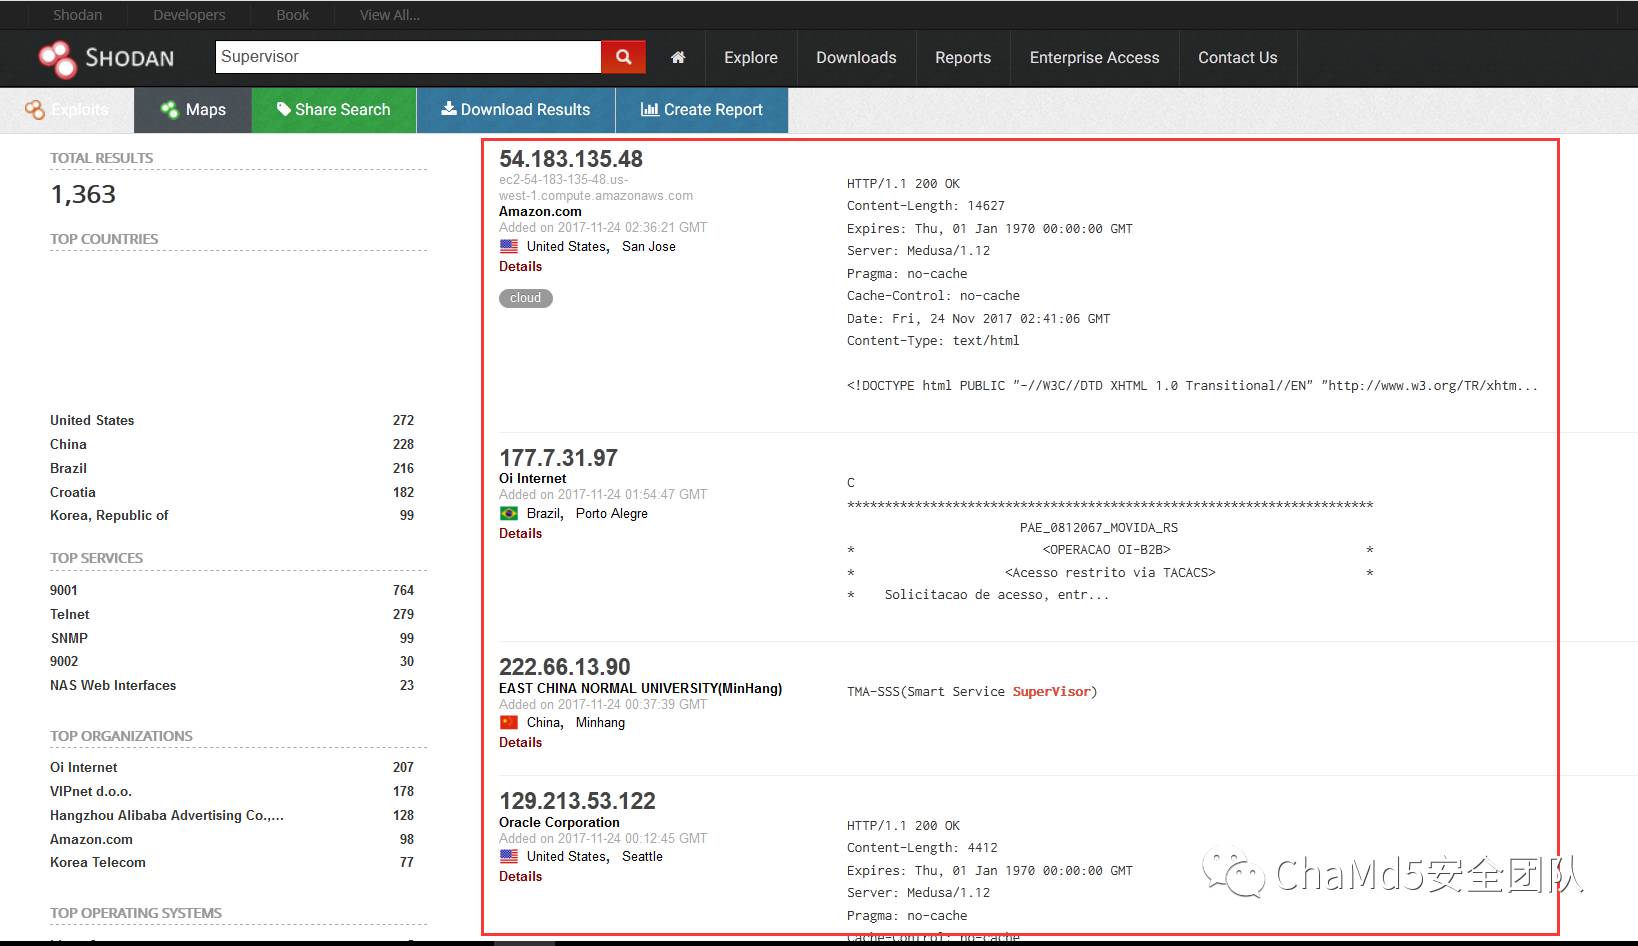 Shodan Developers Book View All...
SHODAN Supervisor Explore Downloads Reports Enterprise Access Contact Us
Exploits Maps Share Search Download Results Create Report
TOTAL RESULTS
1,363
TOP COUNTRIES
United States 272
China 228
Brazil 216
Croatia 182
Korea, Republic of 99
TOP SERVICES
9001 764
Telnet 279
SNMP 99
9002 30
NAS Web Interfaces 23
TOP ORGANIZATIONS
Oi Internet 207
VIPnet d.o.o. 178
Hangzhou Alibaba Advertising Co.,... 128
Amazon.com 98
Korea Telecom 77
TOP OPERATING SYSTEMS
54.183.135.48
ec2-54-183-135-48.us-
west-1.compute.amazonaws.com
Amazon.com
Added on 2017-11-24 02:36:21 GMT
United States, San Jose
Details
cloud
HTTP/1.1 200 OK
Content-Length: 14627
Expires: Thu, 01 Jan 1970 00:00:00 GMT
Server: Medusa/1.12
Pragma: no-cache
Cache-Control: no-cache
Date: Fri, 24 Nov 2017 02:41:06 GMT
Content-Type: text/html
<!DOCTYPE html PUBLIC "-//W3C//DTD XHTML 1.0 Transitional//EN" "http://www.w3.org/TR/xhtm...
177.7.31.97
Oi Internet
Added on 2017-11-24 01:54:47 GMT
Brazil, Porto Alegre
Details
C
**********************************************************************
PAE_0812067_MOVIDA_RS
* <OPERACAO OI-B2B> *
* <Acesso restrito via TACACS> *
* Solicitacao de acesso, entr...
222.66.13.90
EAST CHINA NORMAL UNIVERSITY(MinHang)
Added on 2017-11-24 00:37:39 GMT
China, Minhang
Details
TMA-SSS(Smart Service SuperVisor)
129.213.53.122
Oracle Corporation
Added on 2017-11-24 00:12:45 GMT
United States, Seattle
Details
HTTP/1.1 200 OK
Content-Length: 4412
Expires: Thu, 01 Jan 1970 00:00:00 GMT
Server: Medusa/1.12
Pragma: no-cache
Cache-Control: no-cache
ChaMd5安全团队